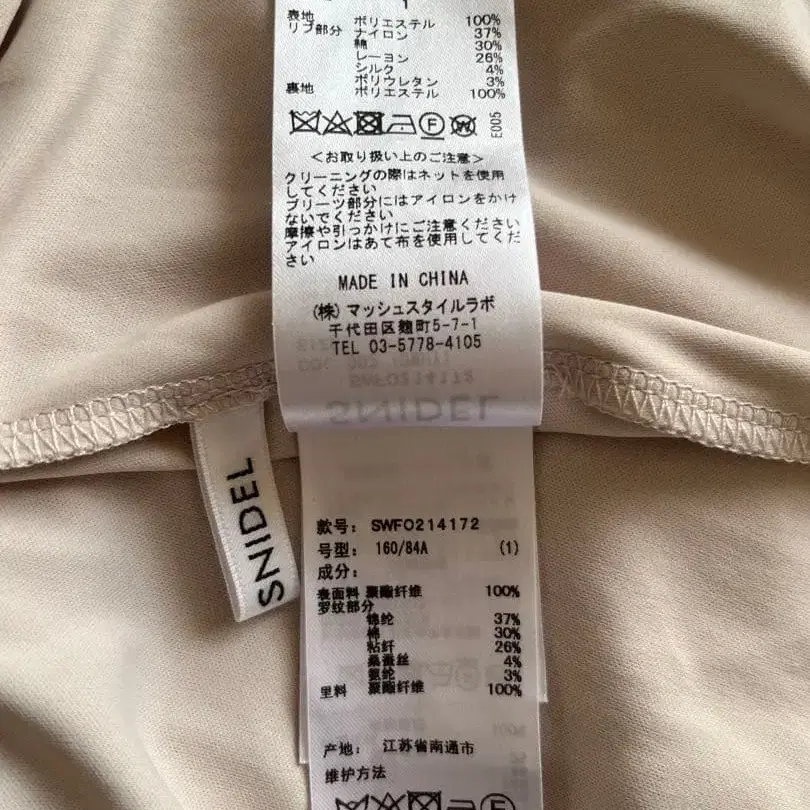 1
表地 ポリエステル 100%
リブ部分 ナイロン 37%
綿 30%
レーヨン 26%
シルク 4%
ポリウレタン 3%
裏地 ポリエステル 100%
F W E005
<お取り扱い上のご注意>
クリーニングの際はネットを使用
してください
プリーツ部分にはアイロンをかけ
ないでください
摩擦や引っかけにご注意ください
アイロンはあて布を使用してくだ
さい
MADE IN CHINA
(株)マッシュスタイルラボ
千代田区麹町5-7-1
TEL 03-5778-4105
SWFO214172
SNIDEL
SNIDEL
款号: SWFO214172
号型: 160/84A (1)
成分:
表面料 聚酯纤维 100%
罗纹部分
锦纶 37%
棉 30%
粘纤 26%
桑蚕丝 4%
氨纶 3%
里料 聚酯纤维 100%
产地: 江苏省南通市
维护方法
F